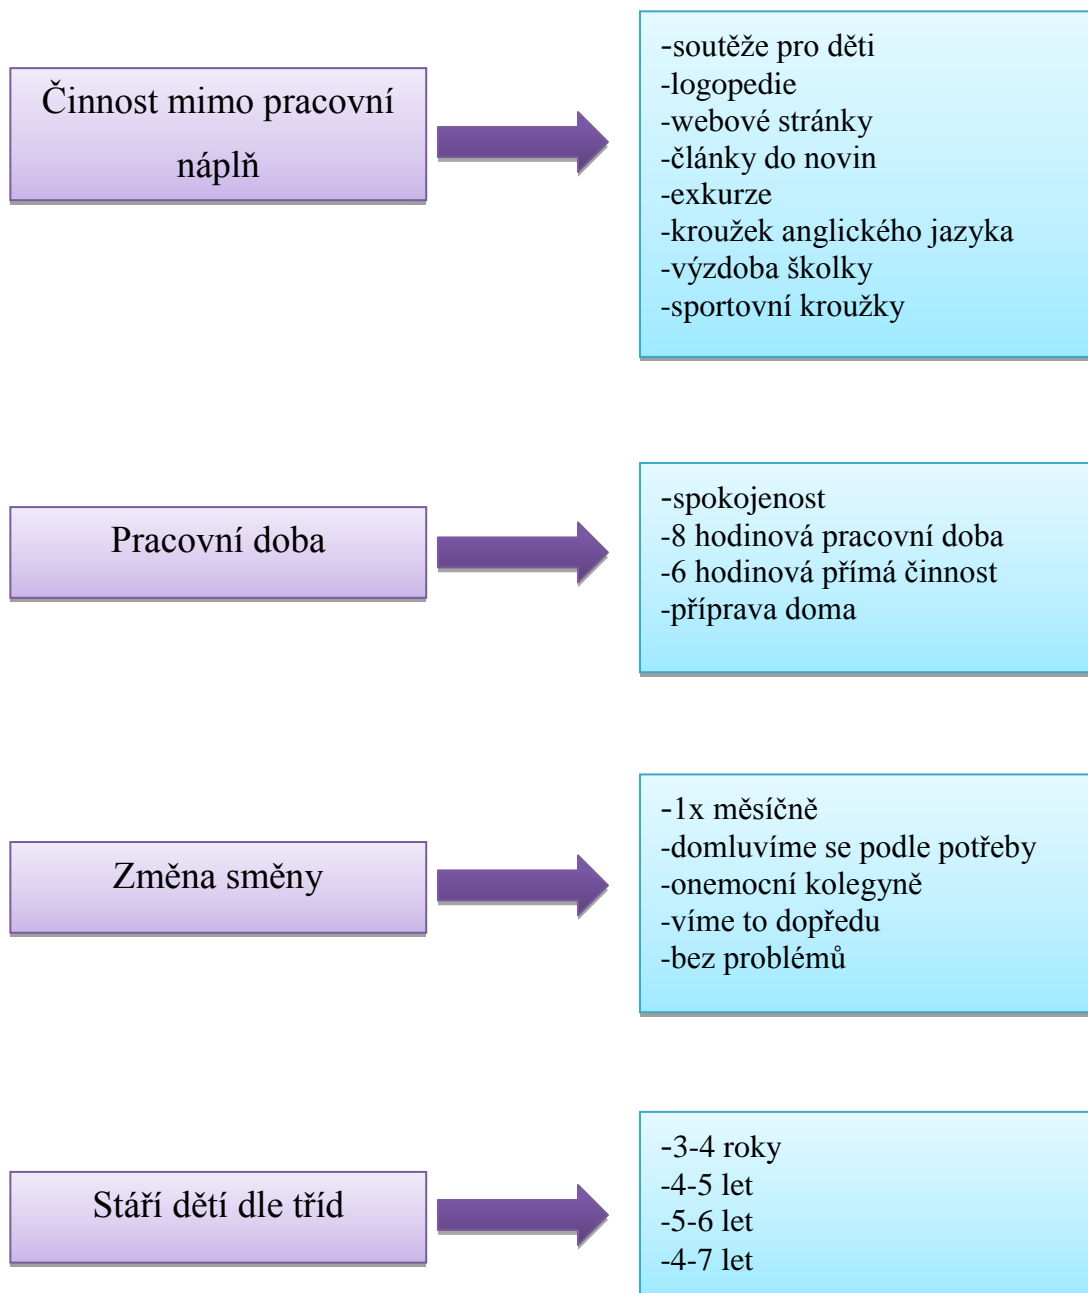 Činnost mimo pracovní
náplň
-soutěže pro děti
-logopedie
-webové stránky
-články do novin
-exkurze
-kroužek anglického jazyka
-výzdoba školky
-sportovní kroužky
Pracovní doba
-spokojenost
-8 hodinová pracovní doba
-6 hodinová přímá činnost
-příprava doma
Změna směny
-1x měsíčně
-domluvíme se podle potřeby
-onemocní kolegyně
-víme to dopředu
-bez problémů
Stáří dětí dle tříd
-3-4 roky
-4-5 let
-5-6 let
-4-7 let